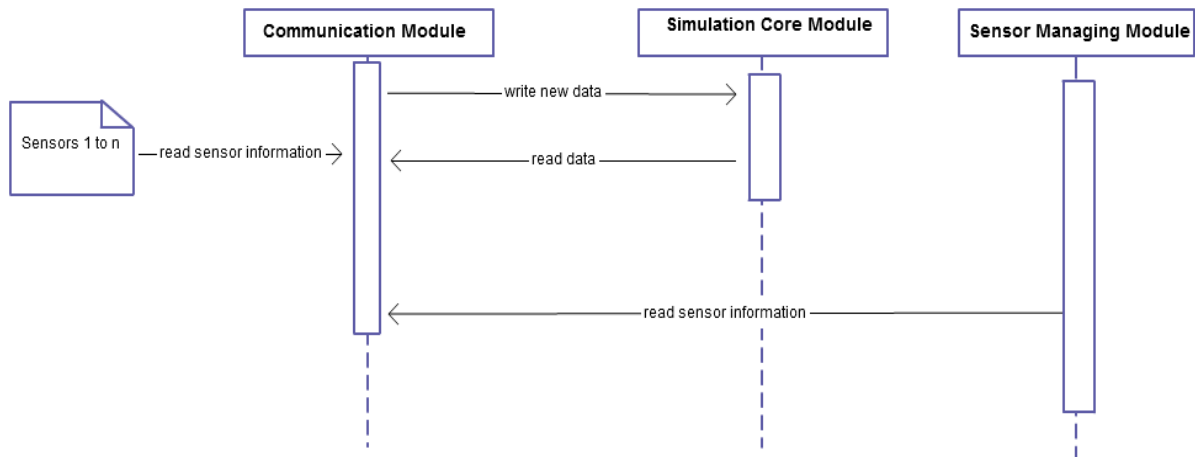 Communication Module
Simulation Core Module
Sensor Managing Module
write new data
Sensors 1 to n
read sensor information
read data
read sensor information